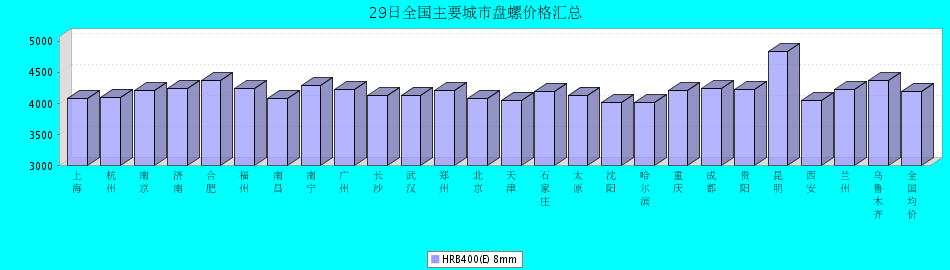 29日全国主要城市盘螺价格汇总
5000
4500
4000
3500
3000
上海
杭州
南京
济南
合肥
福州
南昌
南宁
广州
长沙
武汉
郑州
北京
天津
石家庄
太原
沈阳
哈尔滨
重庆
成都
贵阳
昆明
西安
兰州
乌鲁木齐
全国均价
HRB400(E) 8mm